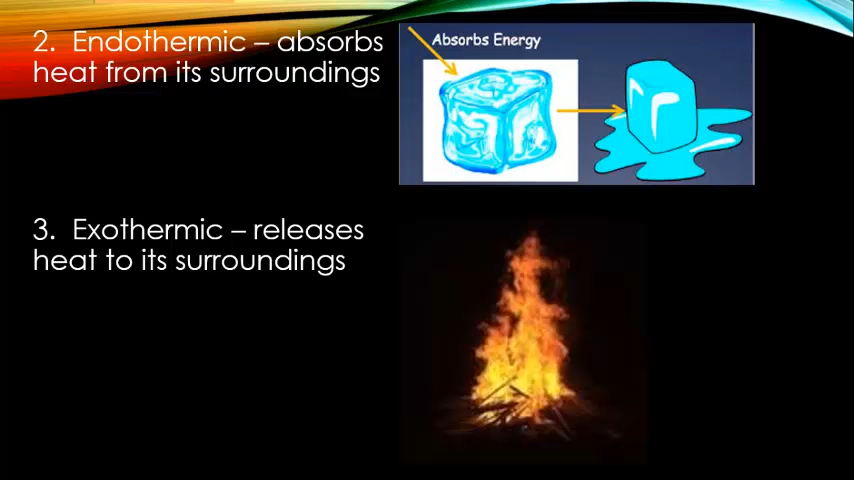 2.  Endothermic – absorbs
heat from its surroundings
Absorbs Energy
3.  Exothermic – releases
heat to its surroundings